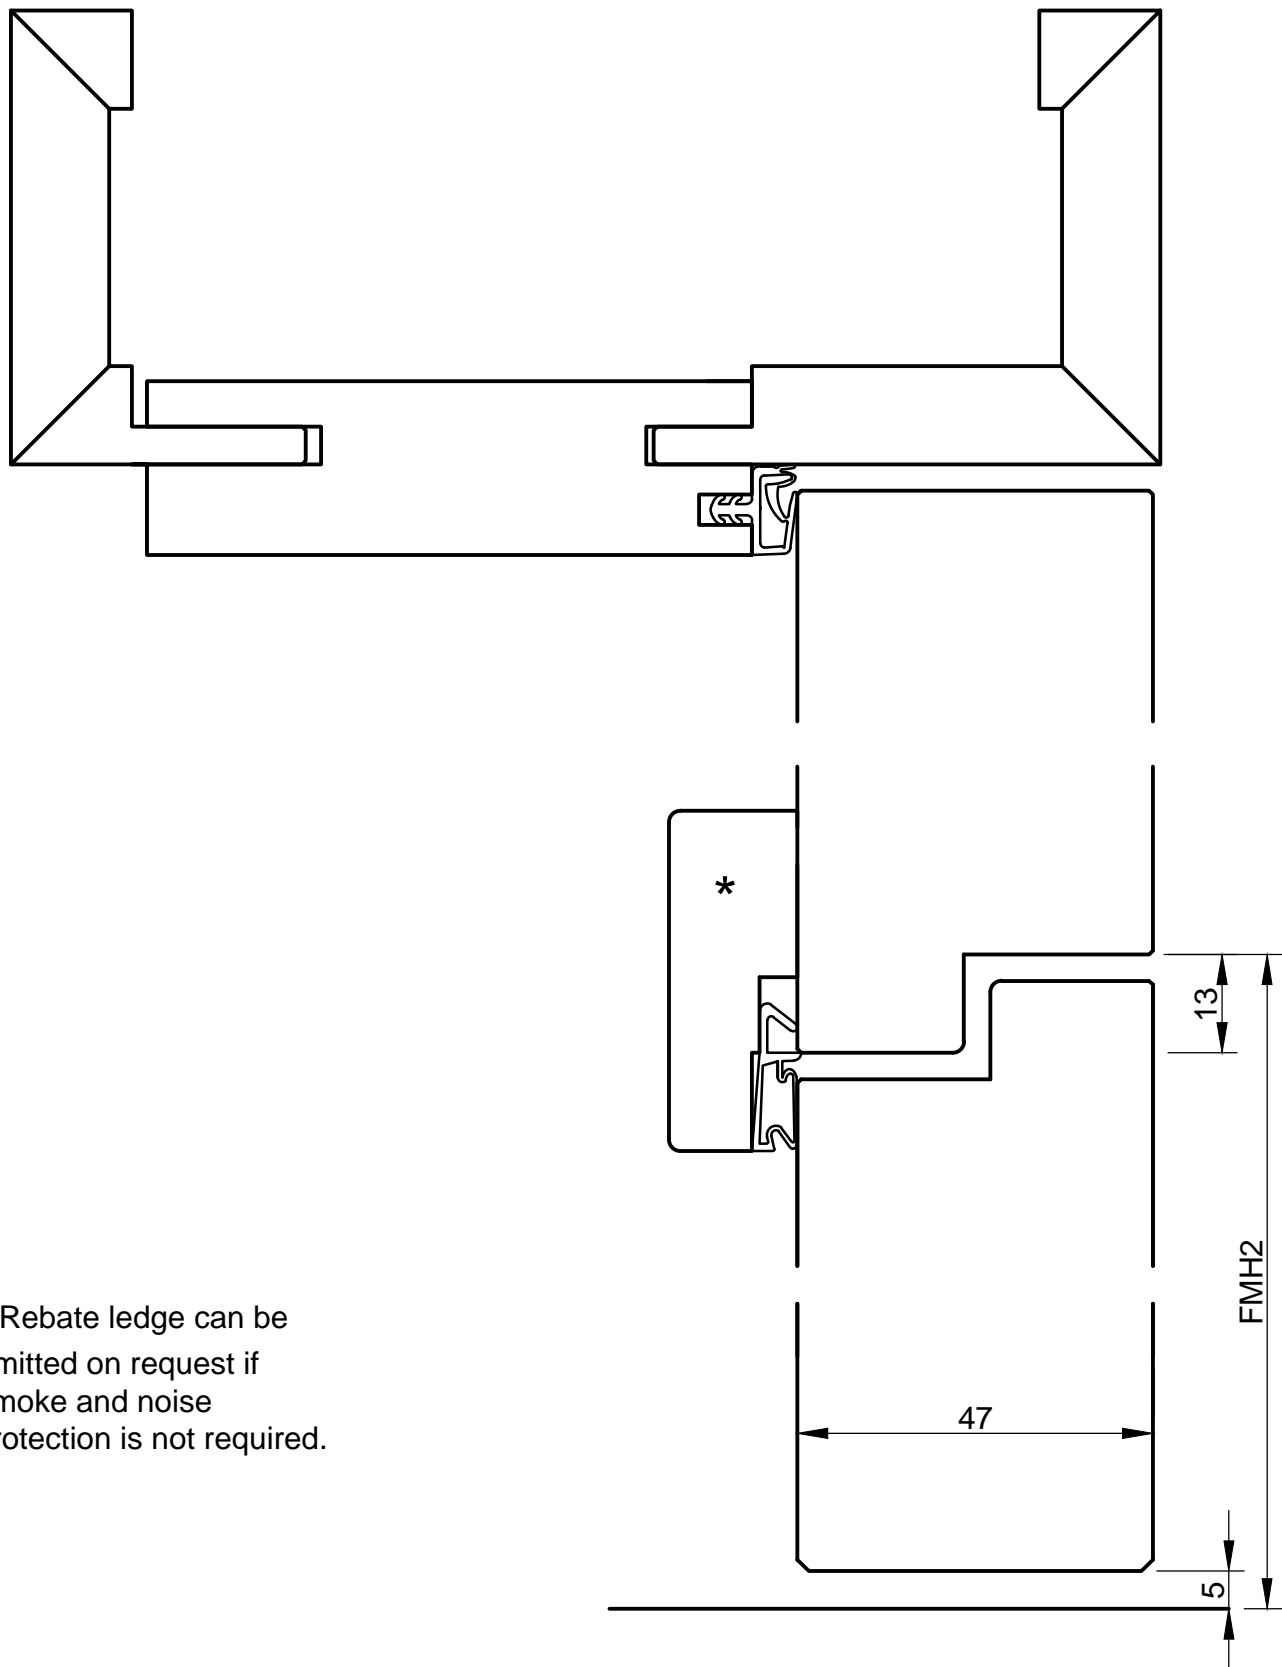 *
13
FMH2
Rebate ledge can be
mitted on request if
moke and noise
rotection is not required.
47
5